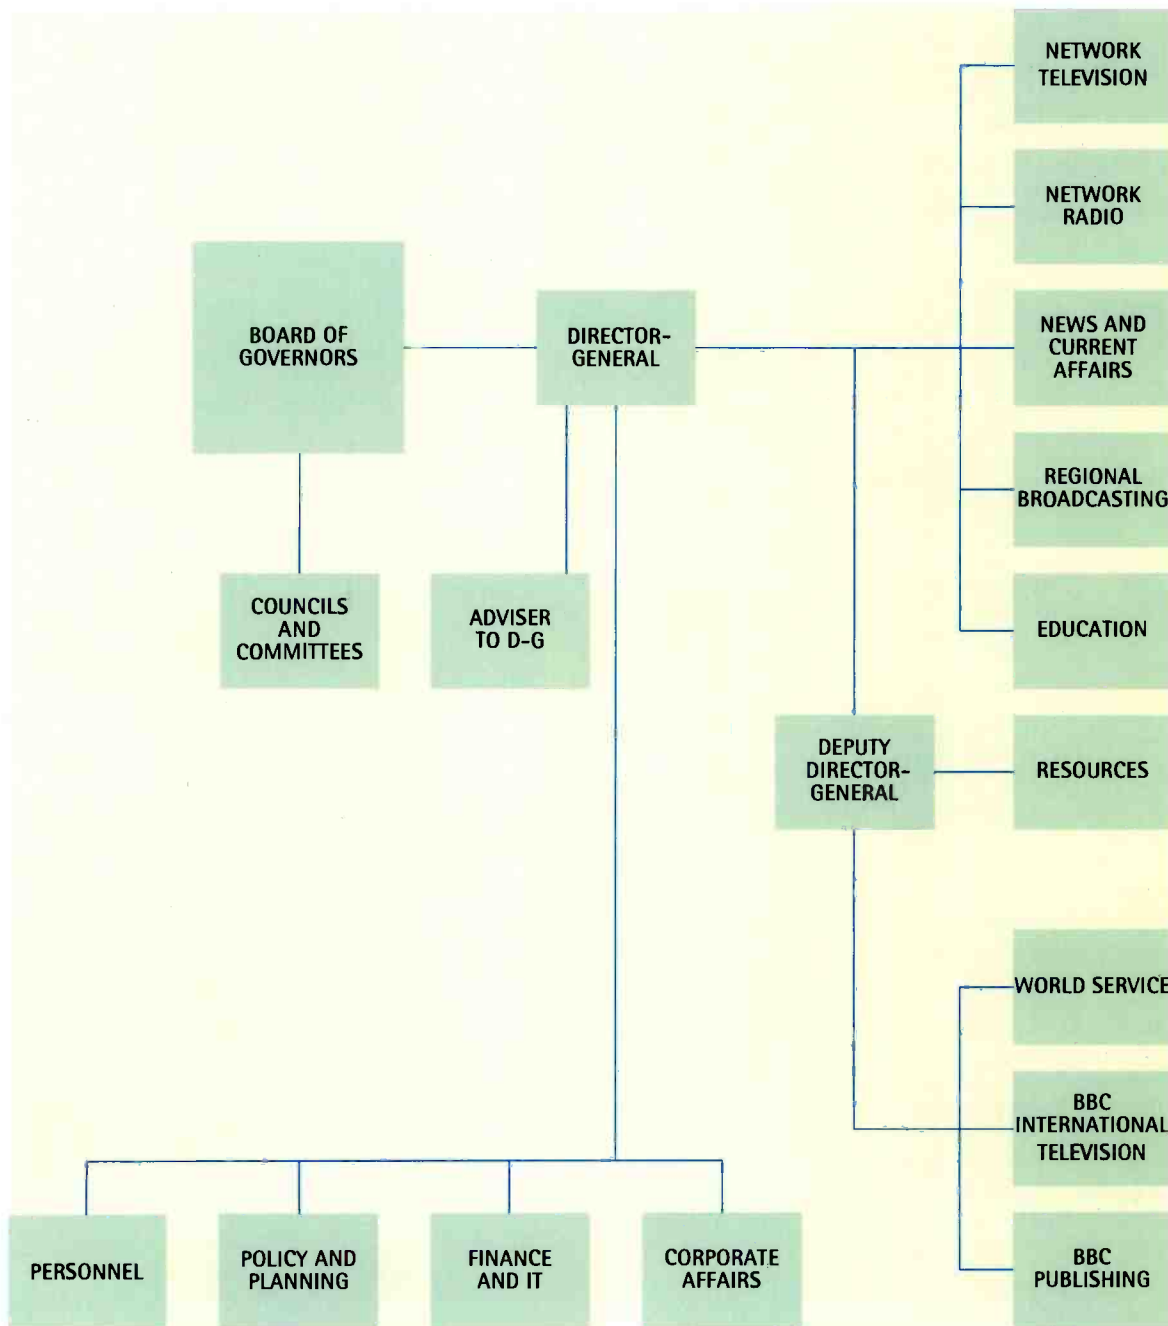 NETWORK
TELEVISION
NETWORK
RADIO
BOARD OF
GOVERNORS
DIRECTOR-
GENERAL
NEWS AND
CURRENT
AFFAIRS
REGIONAL
BROADCASTING
COUNCILS
AND
COMMITTEES
ADVISER
TO D-G
EDUCATION
DEPUTY
DIRECTOR-
GENERAL
RESOURCES
WORLD SERVICE
BBC
INTERNATIONAL
TELEVISION
PERSONNEL
POLICY AND
PLANNING
FINANCE
AND IT
CORPORATE
AFFAIRS
BBC
PUBLISHING